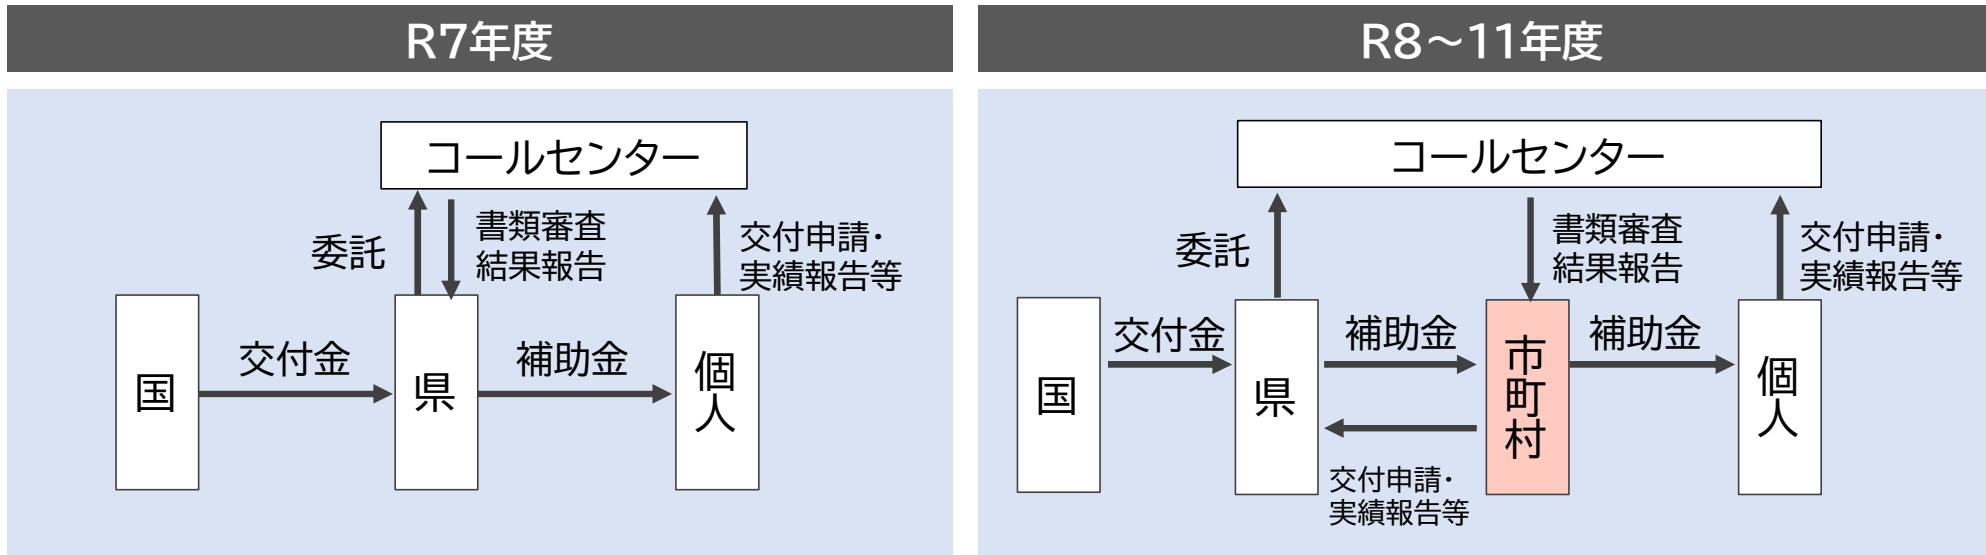 R7年度
コールセンター
委託
書類審査
結果報告
交付申請・
実績報告等
国
交付金
県
補助金
個人
R8～11年度
コールセンター
委託
書類審査
結果報告
交付申請・
実績報告等
国
交付金
県
補助金
市町村
補助金
個人
交付申請・
実績報告等